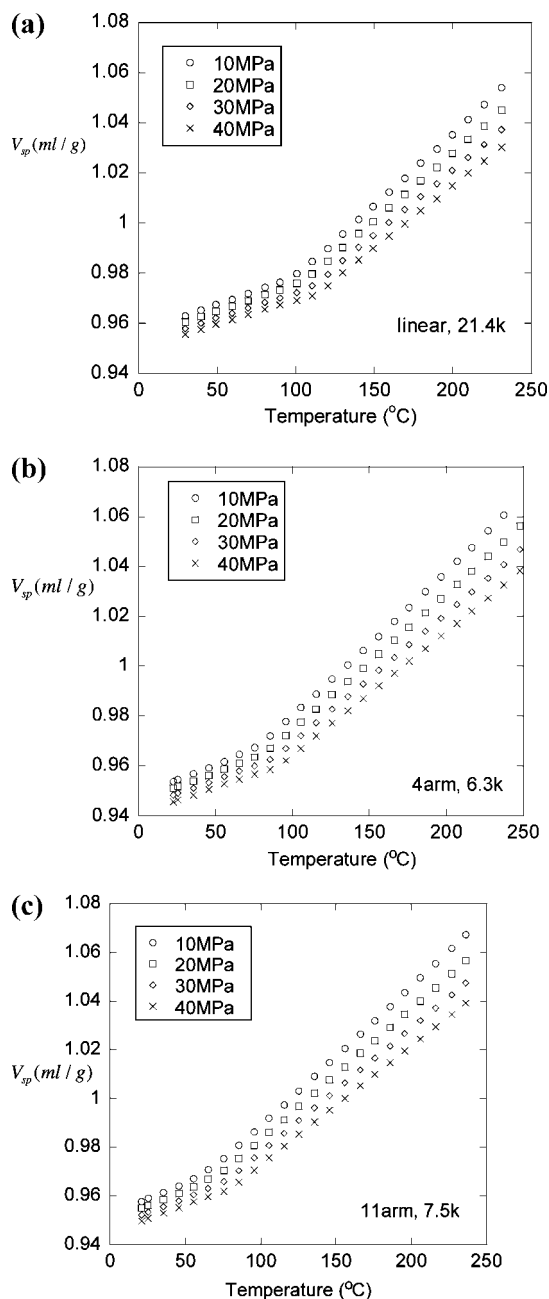 (a)
1.08
1.06
1.04
V_sp (ml / g)
1.02
1
0.98
0.96
0.94
10MPa
20MPa
30MPa
40MPa
linear, 21.4k
0 50 100 150 200 250
Temperature (°C)
(b)
1.08
1.06
1.04
V_sp (ml / g)
1.02
1
0.98
0.96
0.94
10MPa
20MPa
30MPa
40MPa
4arm, 6.3k
0 50 100 150 200 250
Temperature (°C)
(c)
1.08
1.06
1.04
V_sp (ml / g)
1.02
1
0.98
0.96
0.94
10MPa
20MPa
30MPa
40MPa
11arm, 7.5k
0 50 100 150 200 250
Temperature (°C)